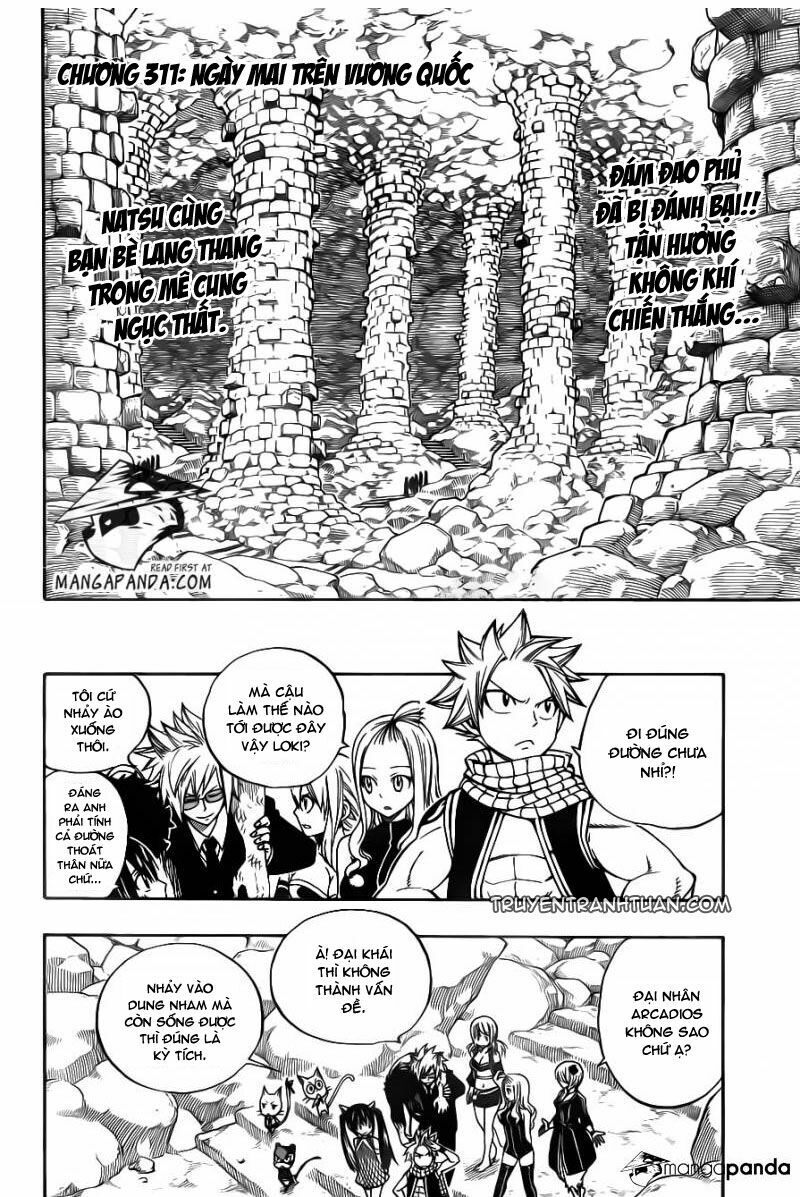 CHƯƠNG 311: NGÀY MAI TRÊN VƯƠNG QUỐC
ĐÁM ĐAO PHỦ
ĐÃ BỊ ĐÁNH BẠI!!
TẬN HƯỞNG
KHÔNG KHÍ
CHIẾN THẮNG...
NATSU CÙNG
BẠN BÈ LANG THANG
TRONG MÊ CUNG
NGỤC THẤT.
READ FIRST AT
MANGAPANDA.COM
ĐI ĐÚNG
ĐƯỜNG CHƯA
NHỈ?!
MÀ CẬU
LÀM THẾ NÀO
TỚI ĐƯỢC ĐÂY
VẬY LOKI?
TÔI CỨ
NHẢY ÀO
XUỐNG
THÔI.
ĐÁNG
RA ANH
PHẢI TÍNH
CẢ ĐƯỜNG
THOÁT
THÂN NỮA
CHỨ...
TRUYENTRANHTUAN.COM
ĐẠI NHÂN
ARCADIOS
KHÔNG SAO
CHỨ Ạ?
À! ĐẠI KHÁI
THÌ KHÔNG
THÀNH VẤN
ĐỀ.
NHẢY VÀO
DUNG NHAM MÀ
CÒN SỐNG ĐƯỢC
THÌ ĐÚNG LÀ
KỲ TÍCH.
mangapanda